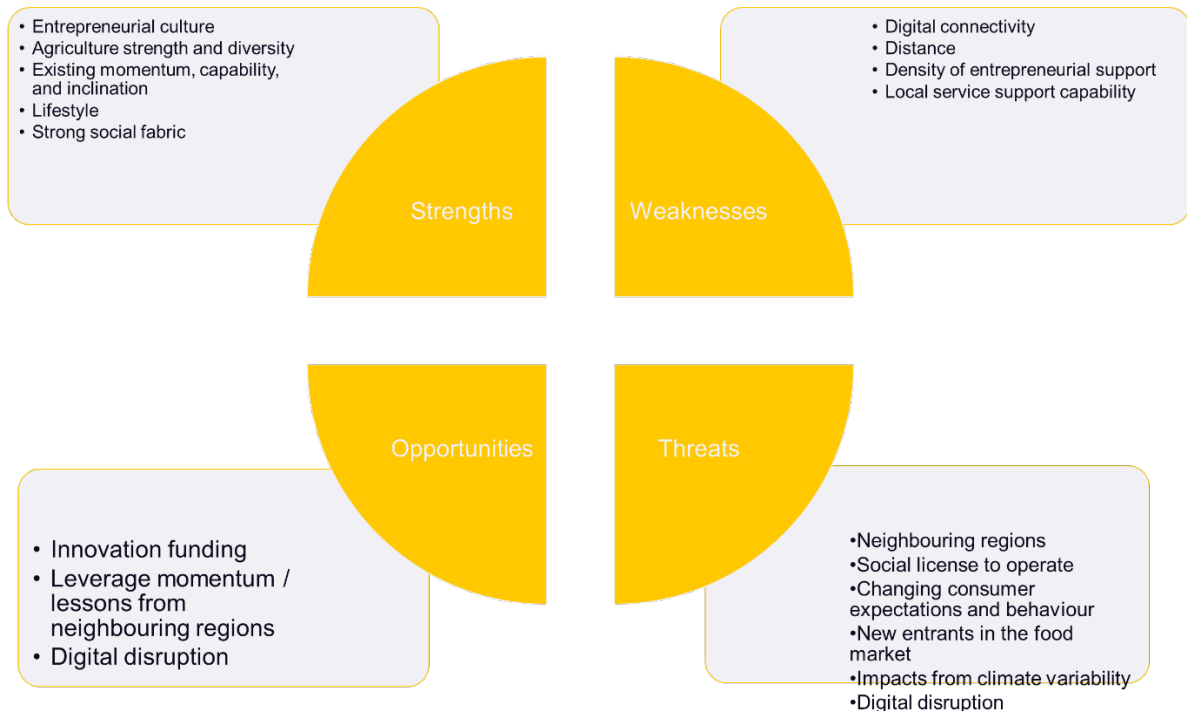 • Entrepreneurial culture
• Agriculture strength and diversity
• Existing momentum, capability,
and inclination
• Lifestyle
• Strong social fabric
• Digital connectivity
• Distance
• Density of entrepreneurial support
• Local service support capability
Strengths
Weaknesses
Opportunities
Threats
• Innovation funding
• Leverage momentum /
lessons from
neighbouring regions
• Digital disruption
•Neighbouring regions
•Social license to operate
•Changing consumer
expectations and behaviour
•New entrants in the food
market
•Impacts from climate variability
•Digital disruption